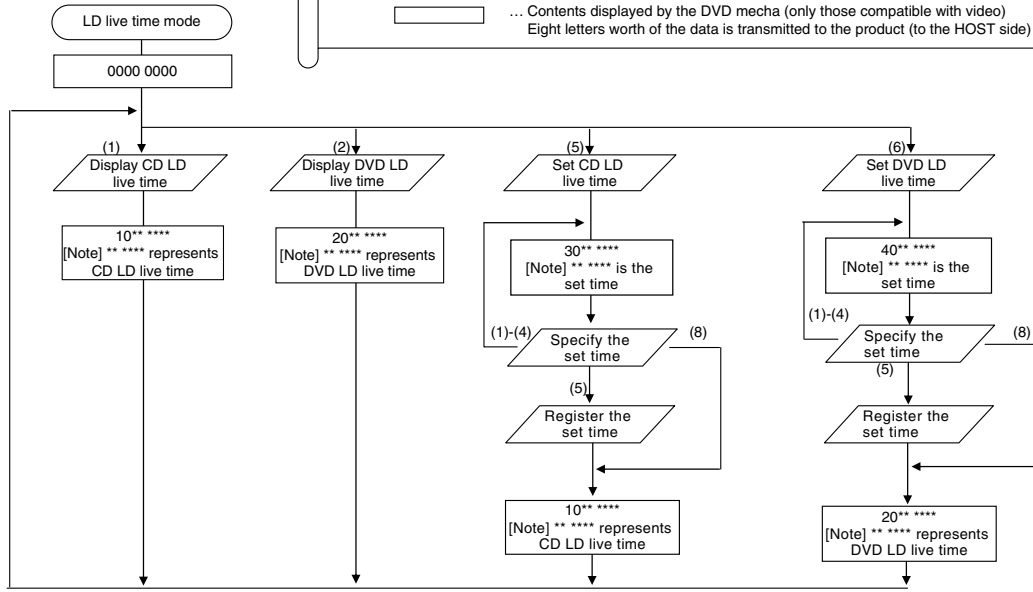 LD live time mode
0000 0000
... Contents displayed by the DVD mecha (only those compatible with video)
Eight letters worth of the data is transmitted to the product (to the HOST side)
(1)
Display CD LD
live time
10** ****
[Note] ** **** represents
CD LD live time
(2)
Display DVD LD
live time
20** ****
[Note] ** **** represents
DVD LD live time
(5)
Set CD LD
live time
30** ****
[Note] ** **** is the
set time
(1)-(4)
Specify the
set time
(8)
(5)
Register the
set time
10** ****
[Note] ** **** represents
CD LD live time
(6)
Set DVD LD
live time
40** ****
[Note] ** **** is the
set time
(1)-(4)
Specify the
set time
(8)
(5)
Register the
set time
20** ****
[Note] ** **** represents
DVD LD live time